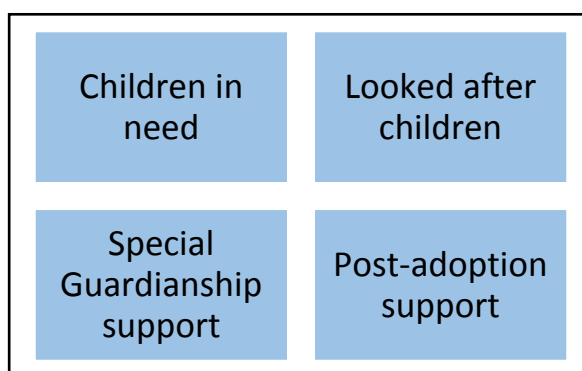 Children in
need
Looked after
children
Special
Guardianship
support
Post-adoption
support